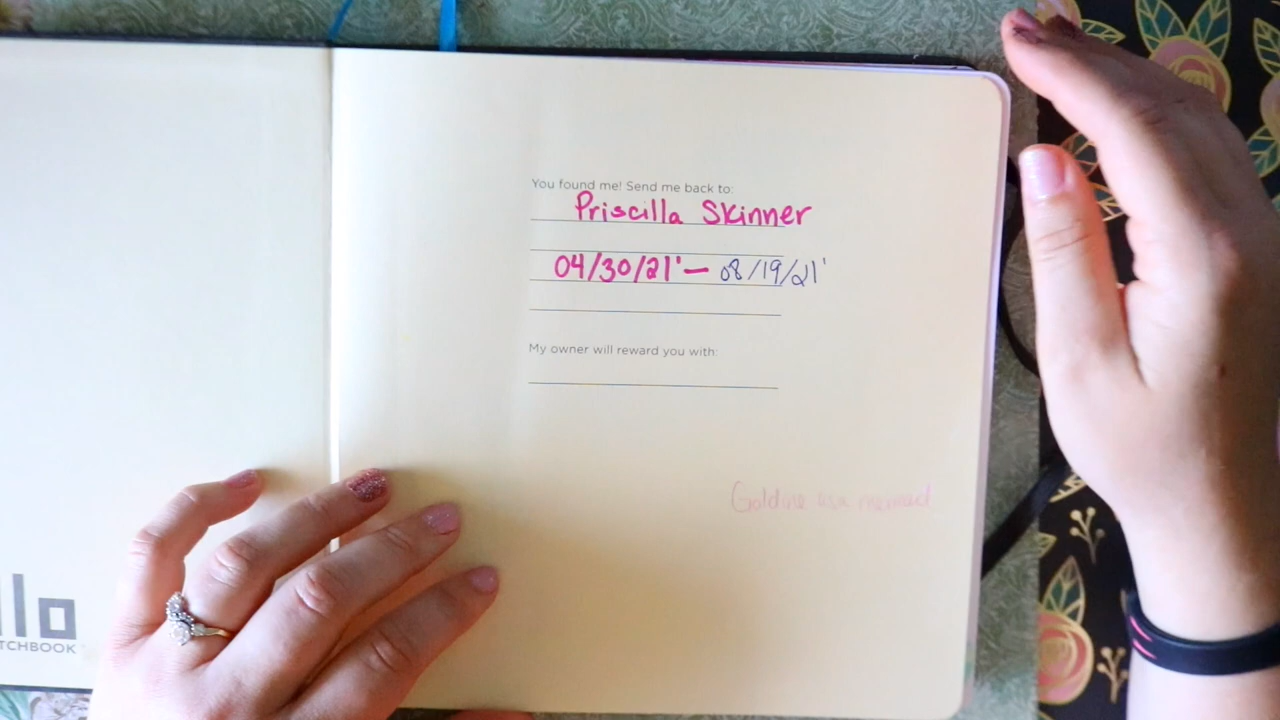 You found me! Send me back to:
Priscilla Skinner
04/30/21'— 08/19/21'
My owner will reward you with:
llo
TCHBOOK